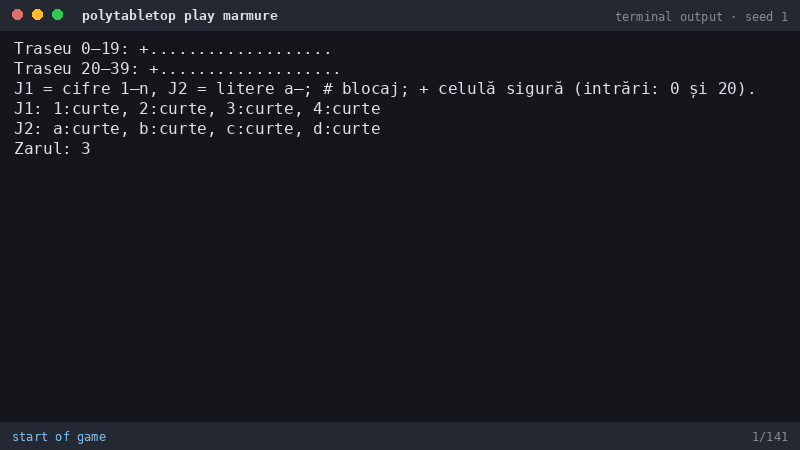 polytabletop play marmure
terminal output · seed 1
Traseu 0–19: +...................
Traseu 20–39: +...................
J1 = cifre 1–n, J2 = litere a–; # blocaj; + celulă sigură (intrări: 0 și 20).
J1: 1:curte, 2:curte, 3:curte, 4:curte
J2: a:curte, b:curte, c:curte, d:curte
Zarul: 3
start of game
1/141